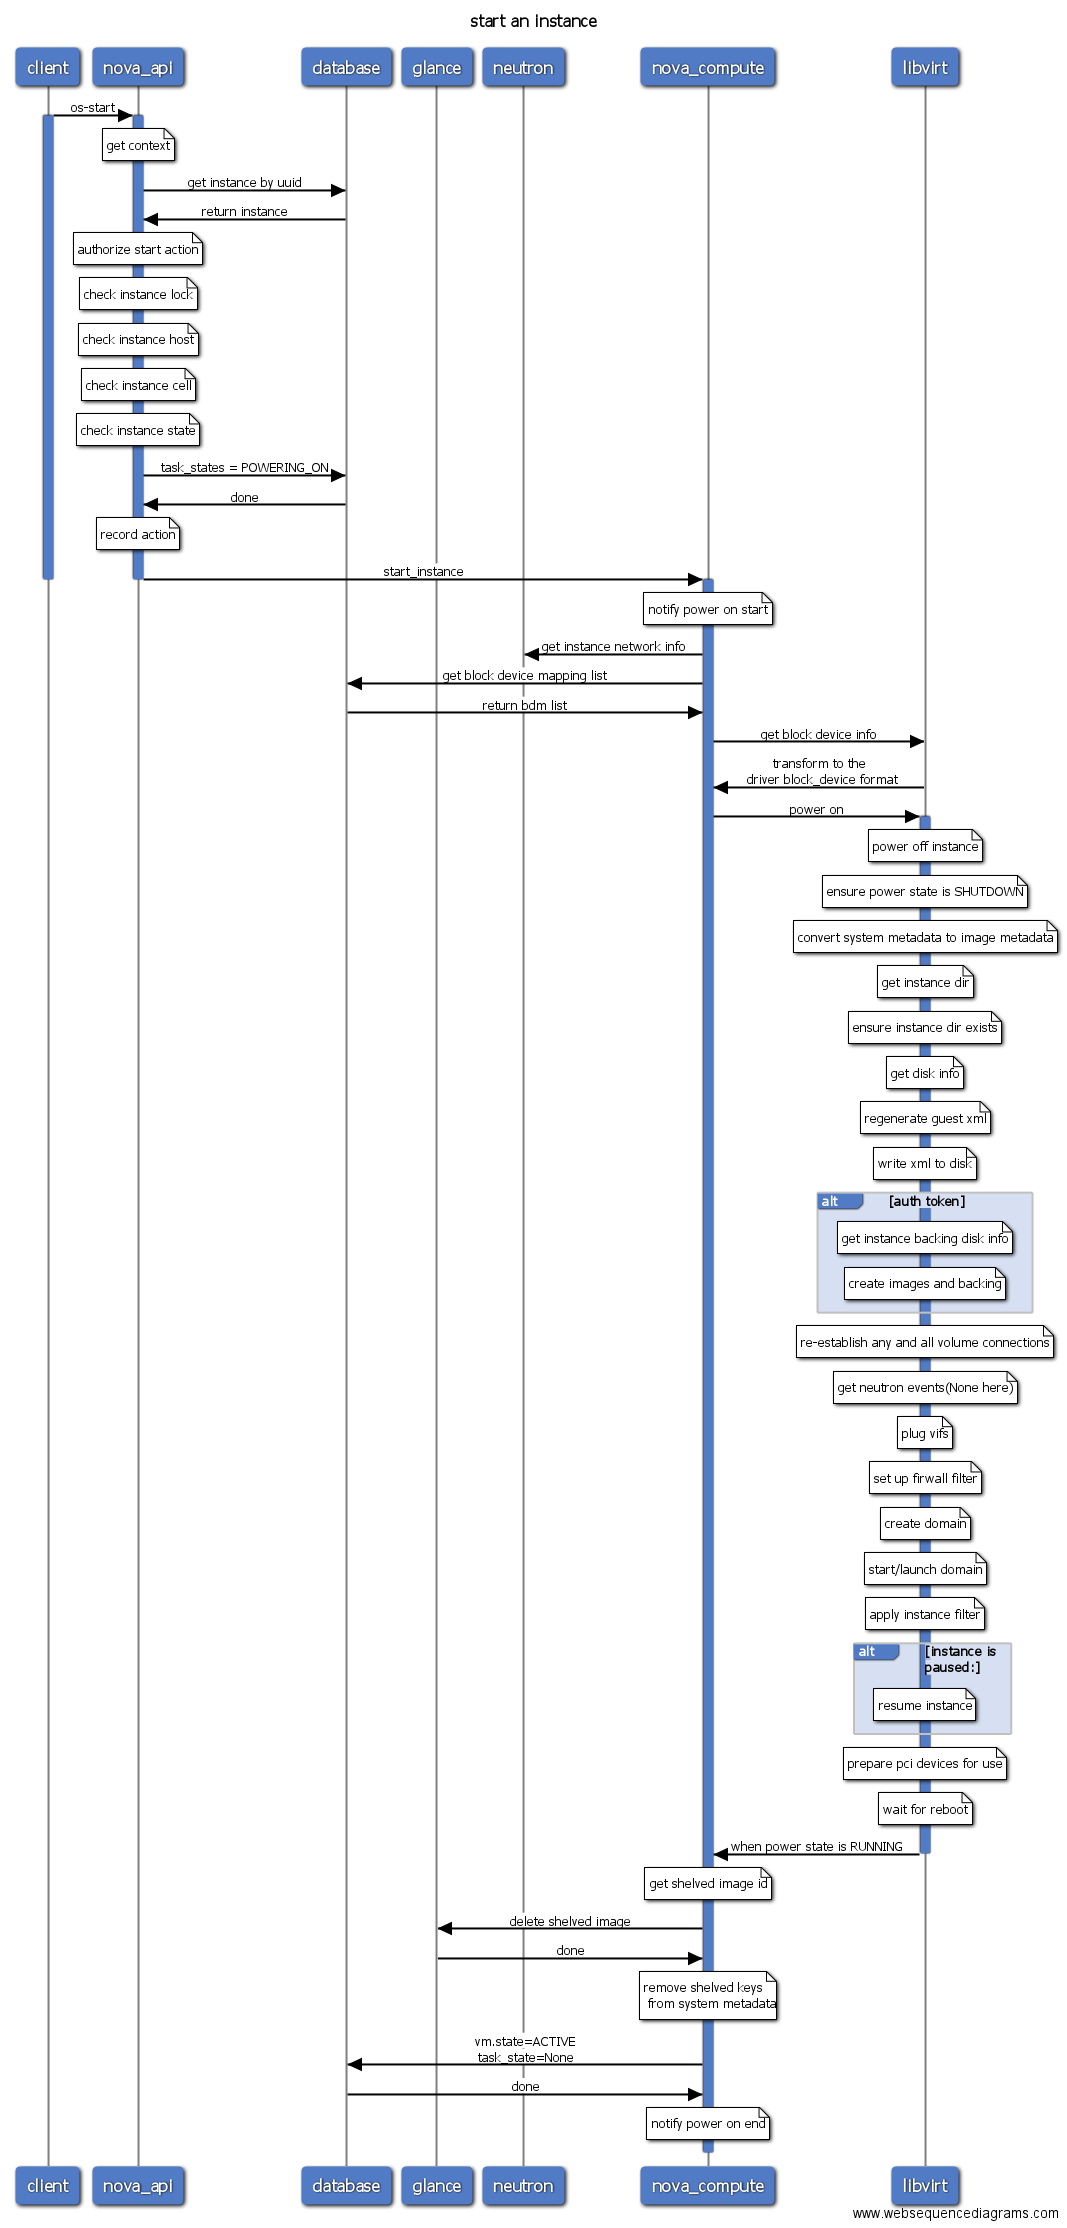 start an instance
client nova_api database glance neutron nova_compute libvirt
os-start
get context
get instance by uuid
return instance
authorize start action
check instance lock
check instance host
check instance cell
check instance state
task_states = POWERING_ON
done
record action
start_instance
notify power on start
get instance network info
get block device mapping list
return bdm list
get block device info
transform to the
driver block_device format
power on
power off instance
ensure power state is SHUTDOWN
convert system metadata to image metadata
get instance dir
ensure instance dir exists
get disk info
regenerate guest xml
write xml to disk
alt [auth token]
get instance backing disk info
create images and backing
re-establish any and all volume connections
get neutron events(None here)
plug vifs
set up firwall filter
create domain
start/launch domain
apply instance filter
alt [instance is
paused:]
resume instance
prepare pci devices for use
wait for reboot
when power state is RUNNING
get shelved image id
delete shelved image
done
remove shelved keys
from system metadata
vm.state=ACTIVE
task_state=None
done
notify power on end
client nova_api database glance neutron nova_compute libvirt
www.websequencediagrams.com